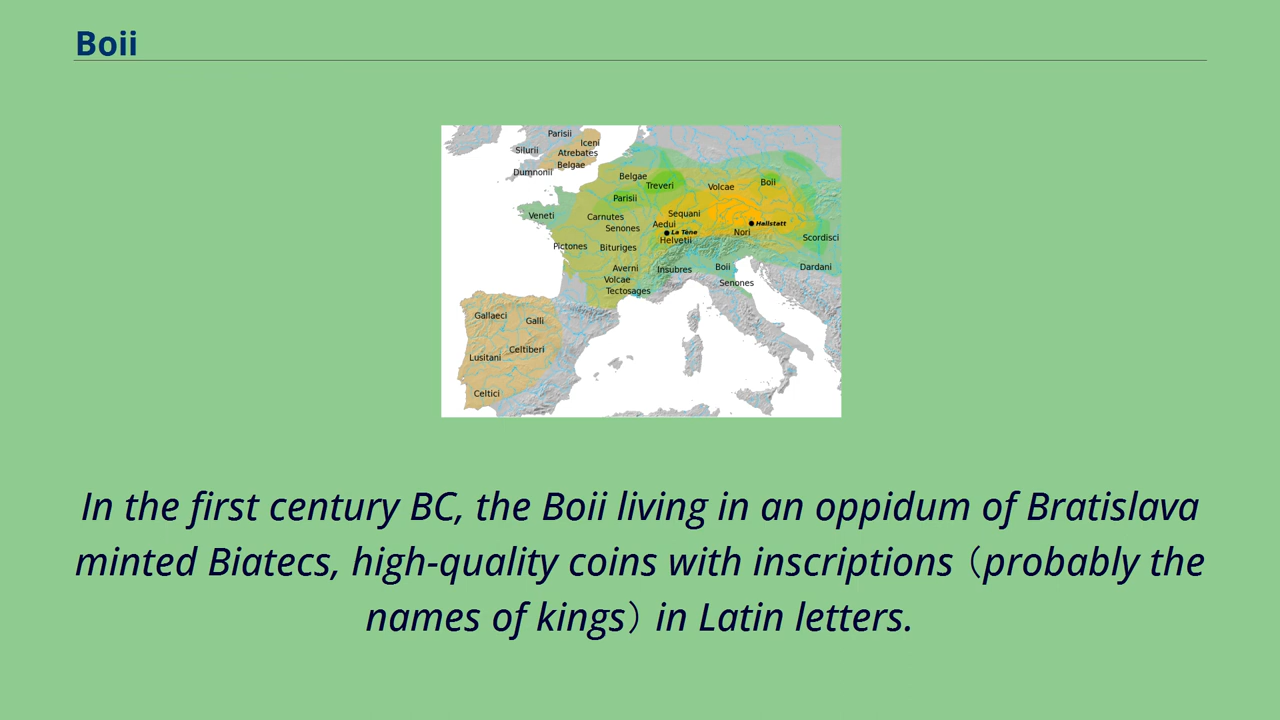 Boii
Parisii
Iceni
Silurii
Atrebates
Belgae
Dumnonii
Belgae
Treveri
Volcae
Boii
Parisii
Veneti
Carnutes
Sequani
Senones
Aedui
La Tène
Hallstatt
Nori
Helvetii
Scordisci
Pictones
Bituriges
Averni
Insubres
Boii
Dardani
Volcae
Tectosages
Senones
Gallaeci
Galli
Celtiberi
Lusitani
Celtici
In the first century BC, the Boii living in an oppidum of Bratislava
minted Biatecs, high-quality coins with inscriptions（probably the
names of kings）in Latin letters.